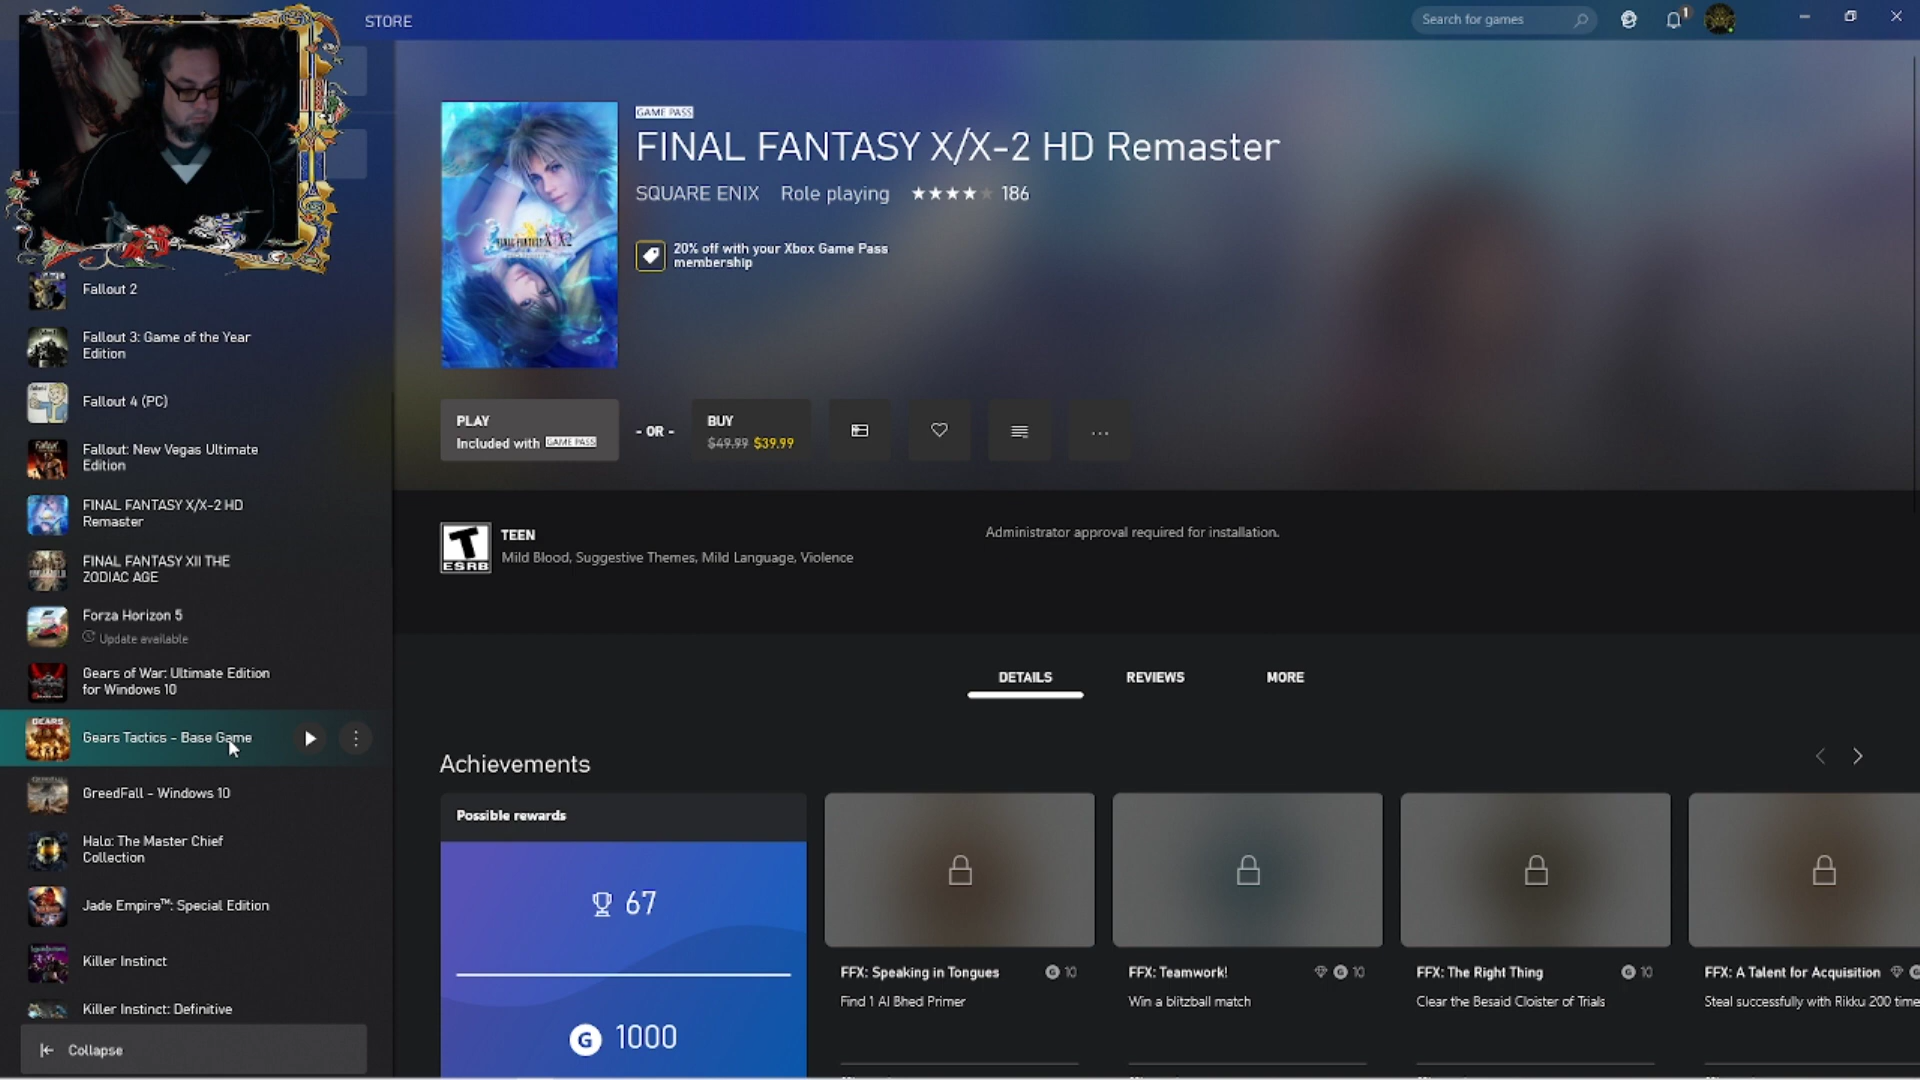 STORE
Search for games
1
GAME PASS
FINAL FANTASY X/X-2 HD Remaster
SQUARE ENIX Role playing ★★★★★ 186
20% off with your Xbox Game Pass
membership
FINAL FANTASY X X-2
PLAY
Included with GAME PASS
- OR -
BUY
$49.99 $39.99
...
T
ESRB
TEEN
Mild Blood, Suggestive Themes, Mild Language, Violence
Administrator approval required for installation.
DETAILS REVIEWS MORE
Achievements
Possible rewards
67
G 1000
FFX: Speaking in Tongues G 10
Find 1 Al Bhed Primer
FFX: Teamwork! G 10
Win a blitzball match
FFX: The Right Thing G 10
Clear the Besaid Cloister of Trials
FFX: A Talent for Acquisition
Steal successfully with Rikku 200 time
Fallout 2
Fallout 3: Game of the Year
Edition
Fallout 4 (PC)
Fallout: New Vegas Ultimate
Edition
FINAL FANTASY X/X-2 HD
Remaster
FINAL FANTASY XII THE
ZODIAC AGE
Forza Horizon 5
Update available
Gears of War: Ultimate Edition
for Windows 10
GEARS
Gears Tactics - Base Game
GreedFall - Windows 10
Halo: The Master Chief
Collection
Jade Empire™: Special Edition
Killer Instinct
Killer Instinct: Definitive
Collapse